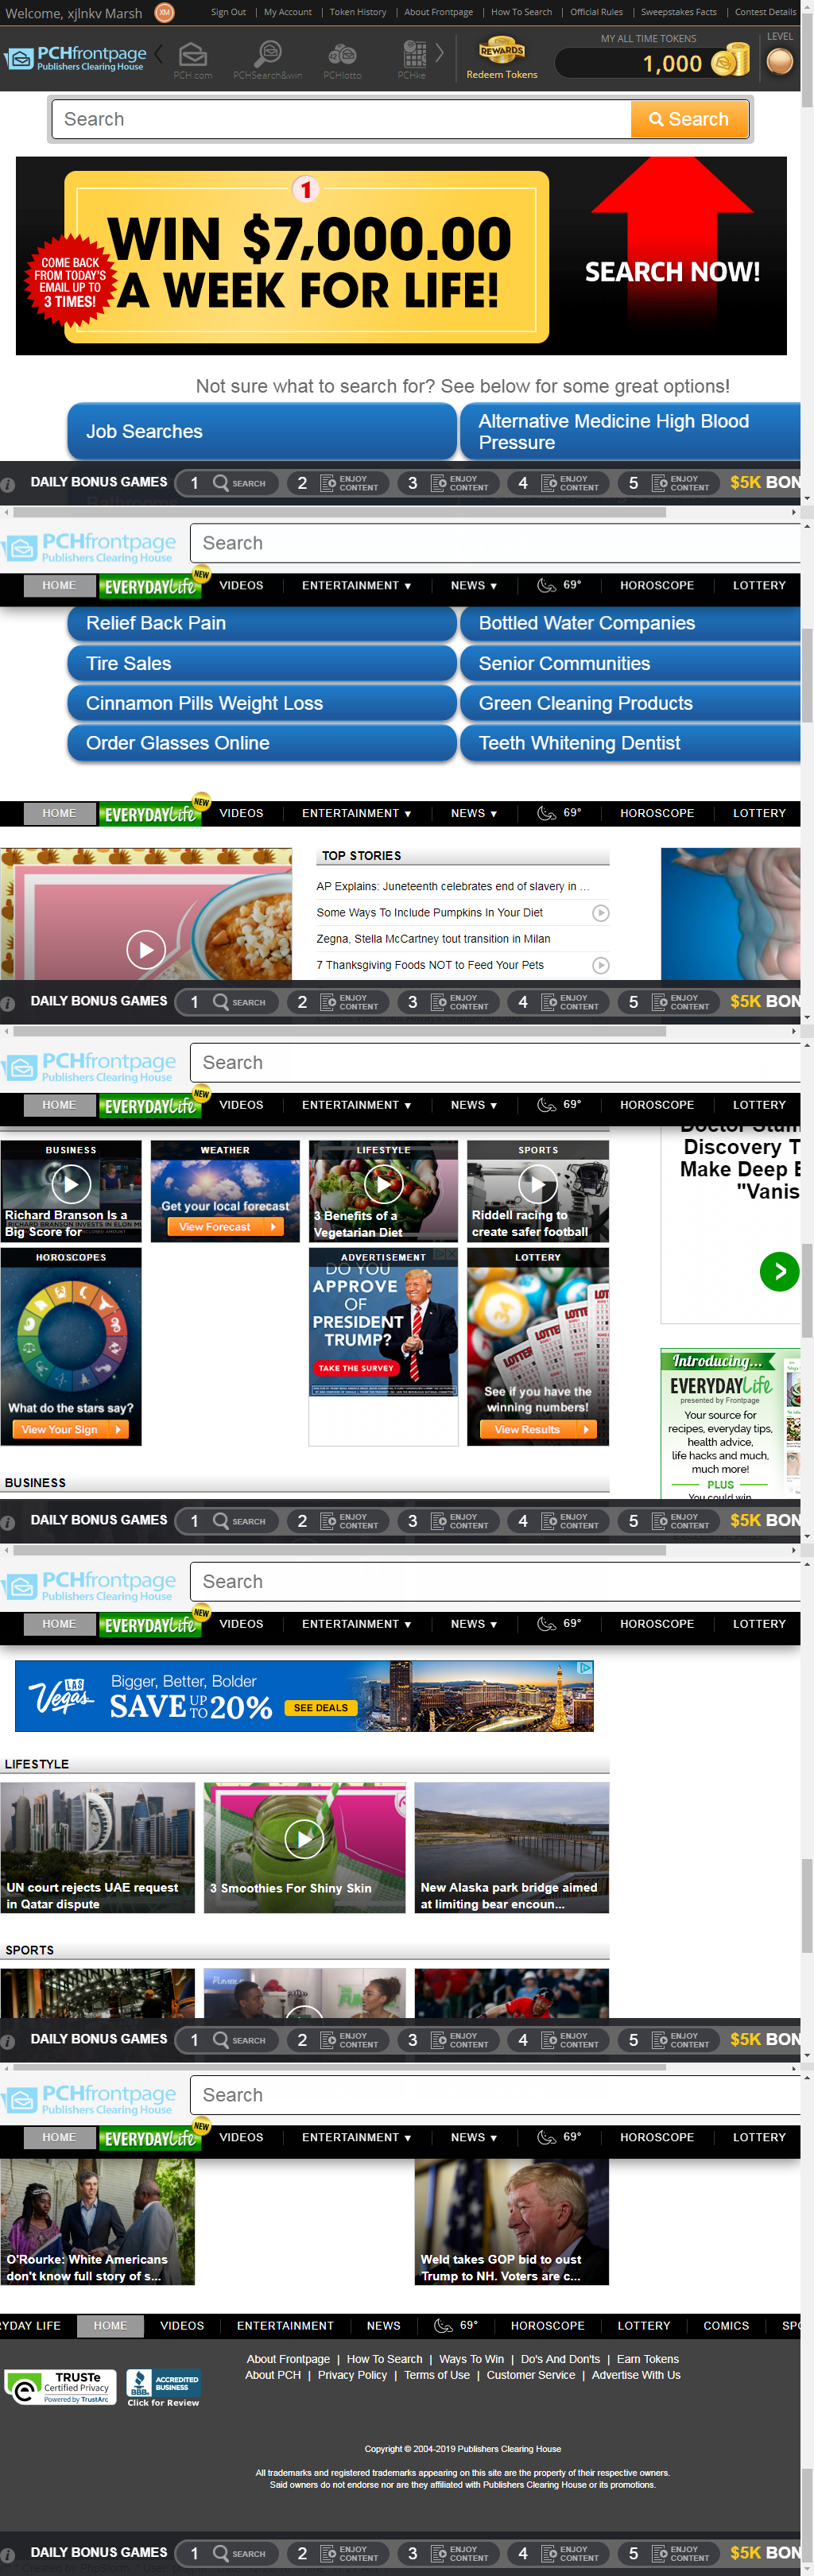 Welcome, xjlnkv Marsh XM Sign Out | My Account | Token History | About Frontpage | How To Search | Official Rules | Sweepstakes Facts | Contest Details
PCHfrontpage
Publishers Clearing House
PCH.com PCHSearch&win PCHlotto PCHke
REWARDS
Redeem Tokens
MY ALL TIME TOKENS
1,000
LEVEL
Search
Search
1
WIN $7,000.00
A WEEK FOR LIFE!
COME BACK
FROM TODAY'S
EMAIL UP TO
3 TIMES!
SEARCH NOW!
Not sure what to search for? See below for some great options!
Job Searches
Alternative Medicine High Blood
Pressure
Bathrooms
DAILY BONUS GAMES 1 SEARCH 2 ENJOY CONTENT 3 ENJOY CONTENT 4 ENJOY CONTENT 5 ENJOY CONTENT $5K BON
PCHfrontpage
Publishers Clearing House
Search
HOME EVERYDAY Life NEW VIDEOS ENTERTAINMENT ▼ NEWS ▼ 69° HOROSCOPE LOTTERY
Relief Back Pain
Bottled Water Companies
Tire Sales
Senior Communities
Cinnamon Pills Weight Loss
Green Cleaning Products
Order Glasses Online
Teeth Whitening Dentist
HOME EVERYDAY Life NEW VIDEOS ENTERTAINMENT ▼ NEWS ▼ 69° HOROSCOPE LOTTERY
TOP STORIES
AP Explains: Juneteenth celebrates end of slavery in ...
Some Ways To Include Pumpkins In Your Diet
Zegna, Stella McCartney tout transition in Milan
7 Thanksgiving Foods NOT to Feed Your Pets
DAILY BONUS GAMES 1 SEARCH 2 ENJOY CONTENT 3 ENJOY CONTENT 4 ENJOY CONTENT 5 ENJOY CONTENT $5K BON
PCHfrontpage
Publishers Clearing House
Search
HOME EVERYDAY Life NEW VIDEOS ENTERTAINMENT ▼ NEWS ▼ 69° HOROSCOPE LOTTERY
Doctor Stun
Discovery T
Make Deep E
"Vanis
BUSINESS
Richard Branson Is a
Big Score for
WEATHER
Get your local forecast
View Forecast
LIFESTYLE
3 Benefits of a
Vegetarian Diet
SPORTS
Riddell racing to
create safer football
HOROSCOPES
What do the stars say?
View Your Sign
ADVERTISEMENT
DO YOU
APPROVE
OF
PRESIDENT
TRUMP?
TAKE THE SURVEY
LOTTERY
LOTTE LOTTE LOTT LOT
See if you have the
winning numbers!
View Results
Introducing...
EVERYDAY Life
presented by Frontpage
Your source for
recipes, everyday tips,
health advice,
life hacks and much,
much more!
PLUS
You could win
BUSINESS
DAILY BONUS GAMES 1 SEARCH 2 ENJOY CONTENT 3 ENJOY CONTENT 4 ENJOY CONTENT 5 ENJOY CONTENT $5K BON
PCHfrontpage
Publishers Clearing House
Search
HOME EVERYDAY Life NEW VIDEOS ENTERTAINMENT ▼ NEWS ▼ 69° HOROSCOPE LOTTERY
LAS
Vegas
Bigger, Better, Bolder
SAVE UP TO 20%
SEE DEALS
LIFESTYLE
UN court rejects UAE request
in Qatar dispute
3 Smoothies For Shiny Skin
New Alaska park bridge aimed
at limiting bear encoun...
SPORTS
DAILY BONUS GAMES 1 SEARCH 2 ENJOY CONTENT 3 ENJOY CONTENT 4 ENJOY CONTENT 5 ENJOY CONTENT $5K BON
PCHfrontpage
Publishers Clearing House
Search
HOME EVERYDAY Life NEW VIDEOS ENTERTAINMENT ▼ NEWS ▼ 69° HOROSCOPE LOTTERY
O'Rourke: White Americans
don't know full story of s...
Weld takes GOP bid to oust
Trump to NH. Voters are c...
RYDAY LIFE HOME VIDEOS ENTERTAINMENT NEWS 69° HOROSCOPE LOTTERY COMICS SPO
TRUSTe
Certified Privacy
Powered by TrustArc
BBB
ACCREDITED
BUSINESS
Click for Review
About Frontpage | How To Search | Ways To Win | Do's And Don'ts | Earn Tokens
About PCH | Privacy Policy | Terms of Use | Customer Service | Advertise With Us
Copyright © 2004-2019 Publishers Clearing House
All trademarks and registered trademarks appearing on this site are the property of their respective owners.
Said owners do not endorse nor are they affiliated with Publishers Clearing House or its promotions.
DAILY BONUS GAMES 1 SEARCH 2 ENJOY CONTENT 3 ENJOY CONTENT 4 ENJOY CONTENT 5 ENJOY CONTENT $5K BON